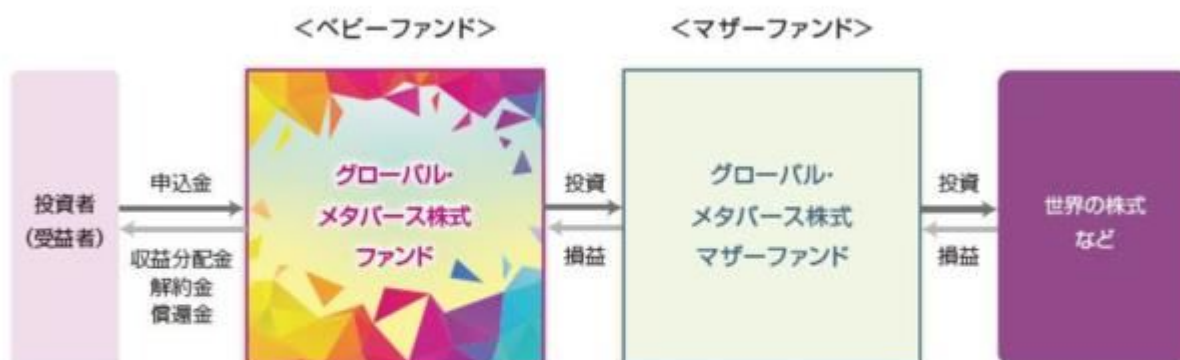 <ベビーファンド>
<マザーファンド>
投資者
(受益者)
申込金
収益分配金
解約金
償還金
グローバル・
メタバース株式
ファンド
投資
損益
グローバル・
メタバース株式
マザーファンド
投資
損益
世界の株式
など